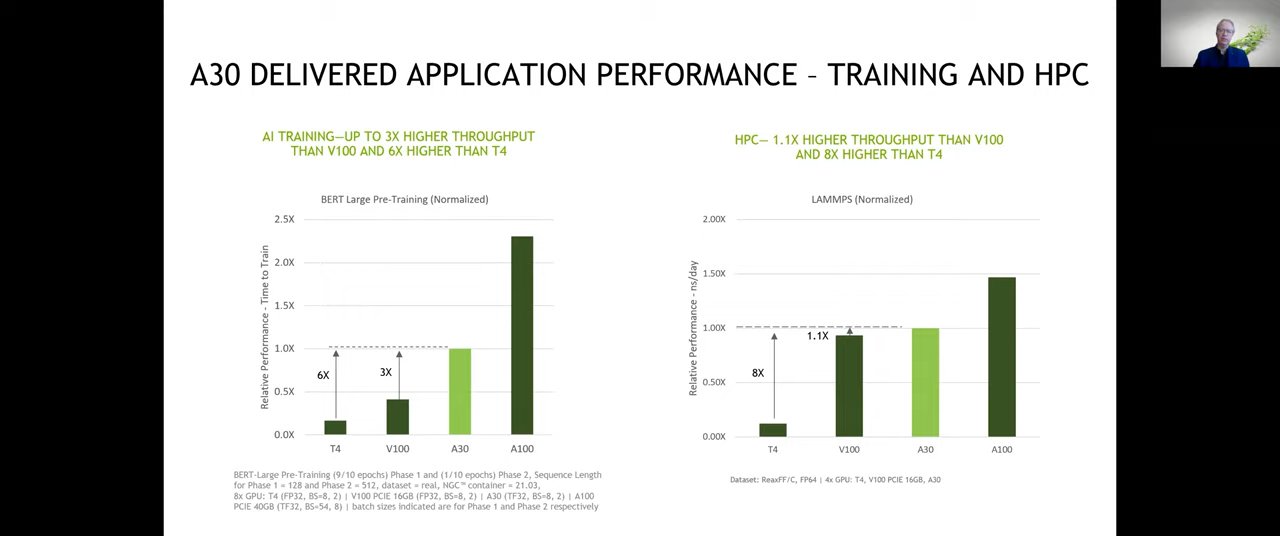 A30 DELIVERED APPLICATION PERFORMANCE – TRAINING AND HPC
AI TRAINING—UP TO 3X HIGHER THROUGHPUT
THAN V100 AND 6X HIGHER THAN T4
BERT Large Pre-Training (Normalized)
Relative Performance - Time to Train
2.5X
2.0X
1.5X
1.0X
0.5X
0.0X
6X
3X
T4
V100
A30
A100
BERT-Large Pre-Training (9/10 epochs) Phase 1 and (1/10 epochs) Phase 2, Sequence Length
for Phase 1 = 128 and Phase 2 = 512, dataset = real, NGC™ container = 21.03,
8x GPU: T4 (FP32, BS=8, 2) | V100 PCIE 16GB (FP32, BS=8, 2) | A30 (TF32, BS=8, 2) | A100
PCIE 40GB (TF32, BS=54, 8) | batch sizes indicated are for Phase 1 and Phase 2 respectively
HPC— 1.1X HIGHER THROUGHPUT THAN V100
AND 8X HIGHER THAN T4
LAMMPS (Normalized)
Relative Performance - ns/day
2.00X
1.50X
1.00X
0.50X
0.00X
8X
1.1X
T4
V100
A30
A100
Dataset: ReaxFF/C, FP64 | 4x GPU: T4, V100 PCIE 16GB, A30